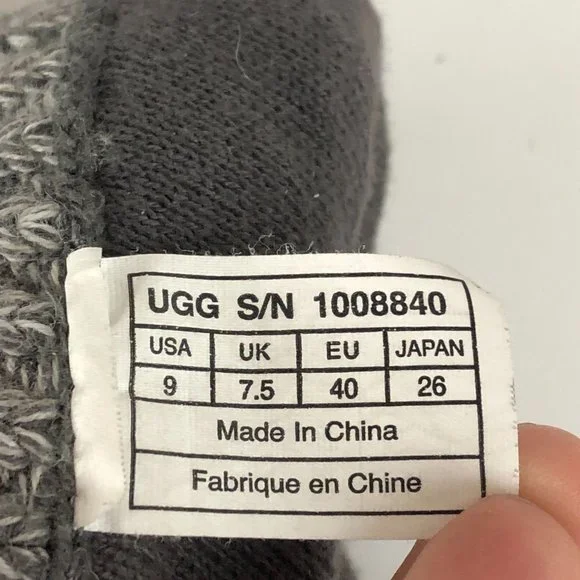 UGG S/N 1008840
USA UK EU JAPAN
9 7.5 40 26
Made In China
Fabrique en Chine